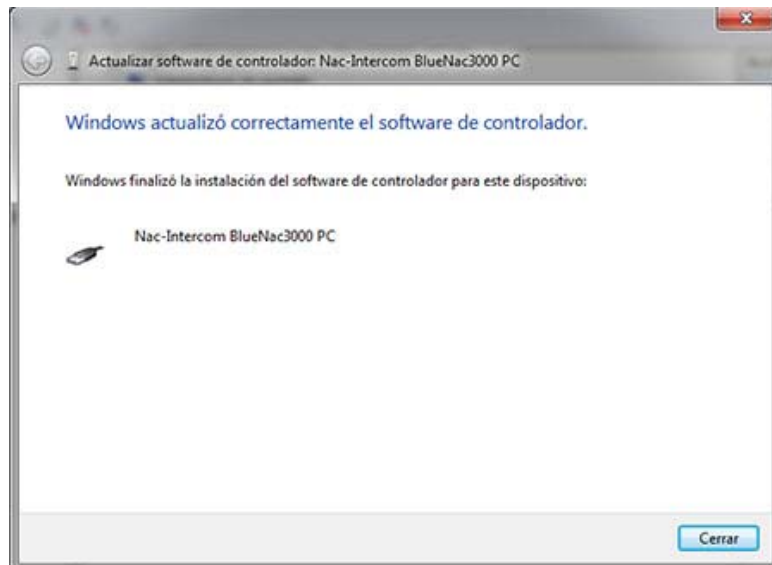 Actualizar software de controlador: Nac-Intercom BlueNac3000 PC
Windows actualizó correctamente el software de controlador.
Windows finalizó la instalación del software de controlador para este dispositivo:
Nac-Intercom BlueNac3000 PC
Cerrar